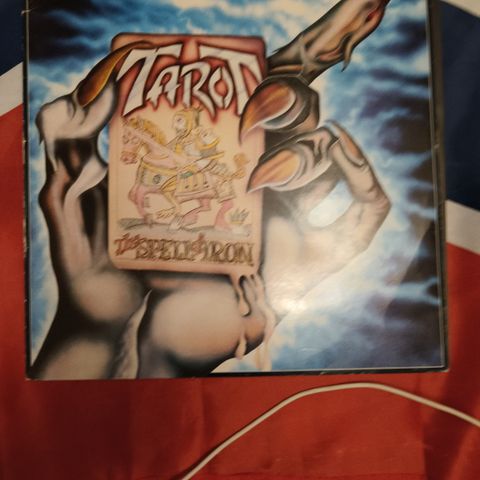 TAROT
THE SPELL OF IRON